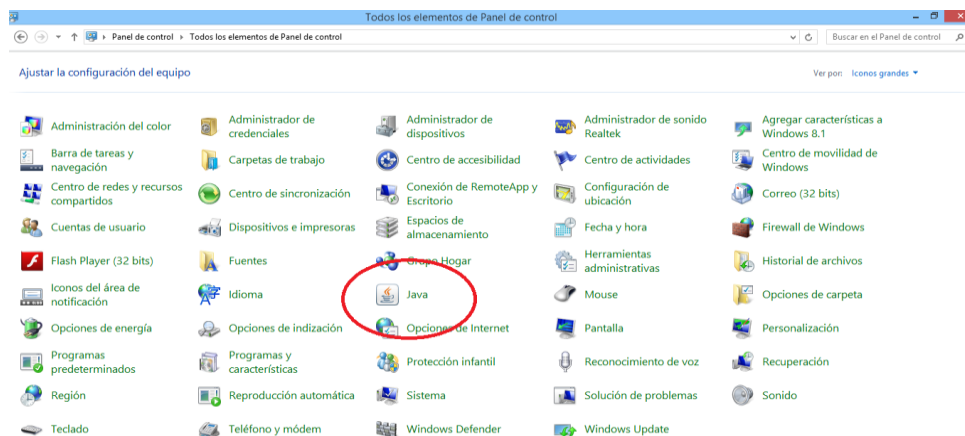 Todos los elementos de Panel de control
Panel de control Todos los elementos de Panel de control
Buscar en el Panel de control
Ajustar la configuración del equipo
Ver por: Iconos grandes
Administración del color
Administrador de
credenciales
Administrador de
dispositivos
Administrador de sonido
Realtek
Agregar características a
Windows 8.1
Barra de tareas y
navegación
Carpetas de trabajo
Centro de accesibilidad
Centro de actividades
Centro de movilidad de
Windows
Centro de redes y recursos
compartidos
Centro de sincronización
Conexión de RemoteApp y
Escritorio
Configuración de
ubicación
Correo (32 bits)
Cuentas de usuario
Dispositivos e impresoras
Espacios de
almacenamiento
Fecha y hora
Firewall de Windows
Flash Player (32 bits)
Fuentes
Grupo Hogar
Herramientas
administrativas
Historial de archivos
Iconos del área de
notificación
Idioma
Java
Mouse
Opciones de carpeta
Opciones de energía
Opciones de indización
Opciones de Internet
Pantalla
Personalización
Programas
predeterminados
Programas y
características
Protección infantil
Reconocimiento de voz
Recuperación
Región
Reproducción automática
Sistema
Solución de problemas
Sonido
Teclado
Teléfono y módem
Windows Defender
Windows Update